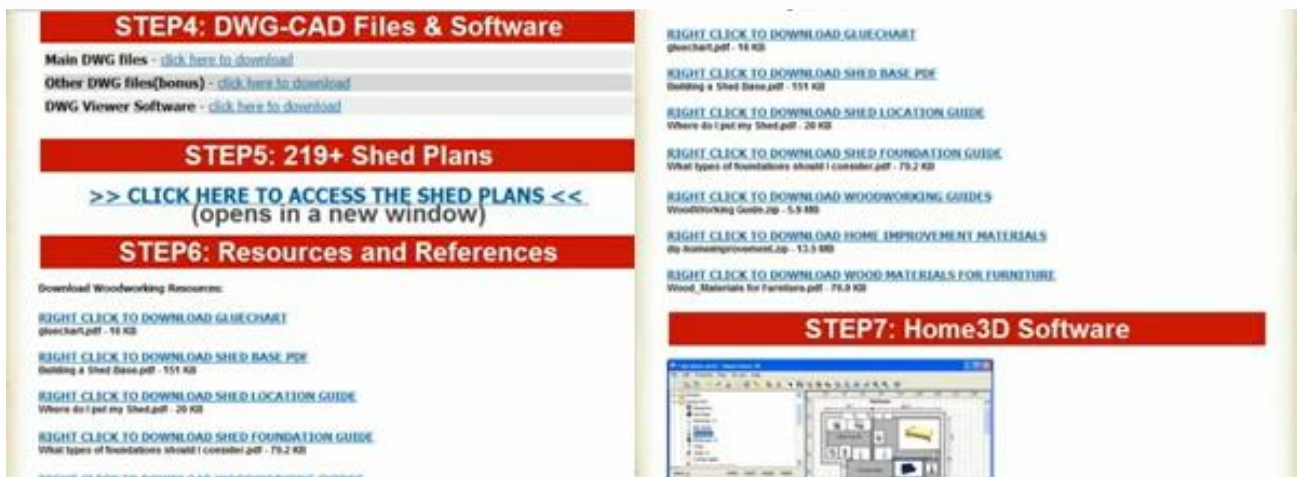 STEP4: DWG-CAD Files & Software
Main DWG files - click here to download
Other DWG files(bonus) - click here to download
DWG Viewer Software - click here to download
STEP5: 219+ Shed Plans
>> CLICK HERE TO ACCESS THE SHED PLANS <<
(opens in a new window)
STEP6: Resources and References
Download Woodworking Resources:
RIGHT CLICK TO DOWNLOAD GLUECHART
gluechart.pdf - 16 KB
RIGHT CLICK TO DOWNLOAD SHED BASE PDF
Building a Shed Base.pdf - 151 KB
RIGHT CLICK TO DOWNLOAD SHED LOCATION GUIDE
Where do I put my Shed.pdf - 20 KB
RIGHT CLICK TO DOWNLOAD SHED FOUNDATION GUIDE
What types of foundations should I consider.pdf - 79.2 KB
RIGHT CLICK TO DOWNLOAD GLUECHART
gluechart.pdf - 16 KB
RIGHT CLICK TO DOWNLOAD SHED BASE PDF
Building a Shed Base.pdf - 151 KB
RIGHT CLICK TO DOWNLOAD SHED LOCATION GUIDE
Where do I put my Shed.pdf - 20 KB
RIGHT CLICK TO DOWNLOAD SHED FOUNDATION GUIDE
What types of foundations should I consider.pdf - 79.2 KB
RIGHT CLICK TO DOWNLOAD WOODWORKING GUIDES
WoodWorking Guide.zip - 5.9 MB
RIGHT CLICK TO DOWNLOAD HOME IMPROVEMENT MATERIALS
diy-homeimprovement.zip - 13.5 MB
RIGHT CLICK TO DOWNLOAD WOOD MATERIALS FOR FURNITURE
Wood_Materials for Furniture.pdf - 76.9 KB
STEP7: Home3D Software